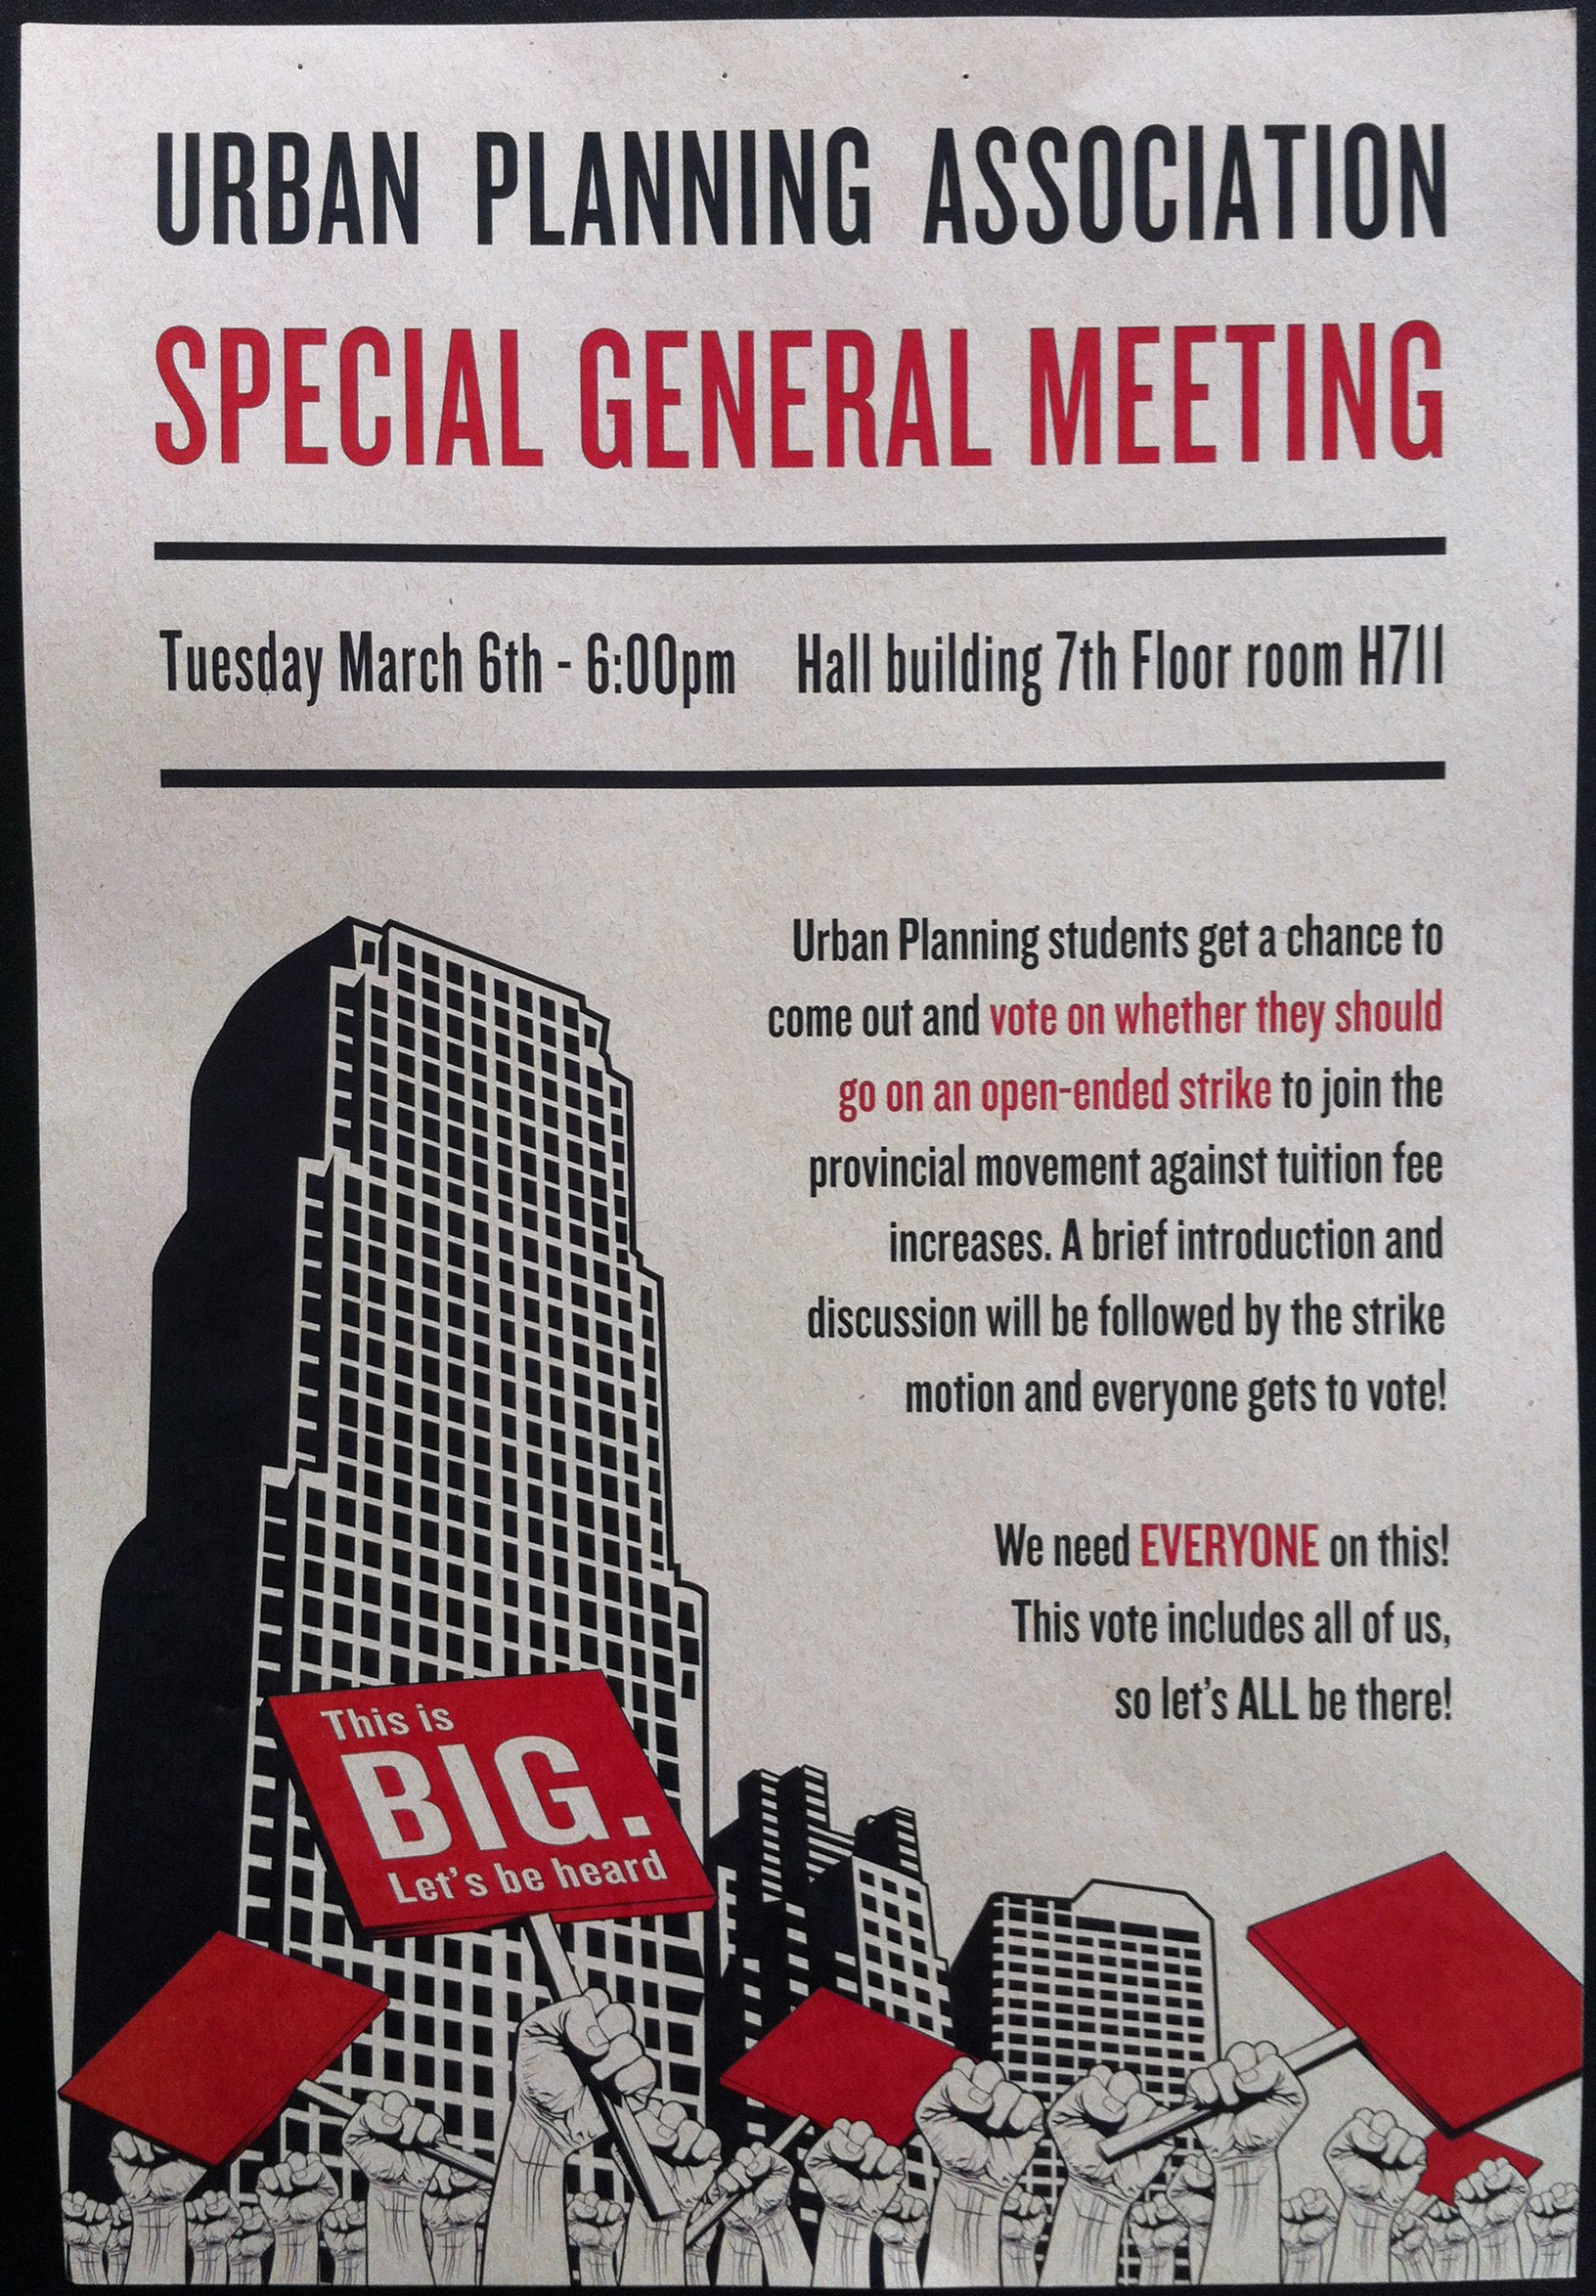 URBAN PLANNING ASSOCIATION
SPECIAL GENERAL MEETING
Tuesday March 6th - 6:00pm Hall building 7th Floor room H711
Urban Planning students get a chance to
come out and vote on whether they should
go on an open-ended strike to join the
provincial movement against tuition fee
increases. A brief introduction and
discussion will be followed by the strike
motion and everyone gets to vote!
We need EVERYONE on this!
This vote includes all of us,
so let's ALL be there!
This is
BIG.
Let's be heard